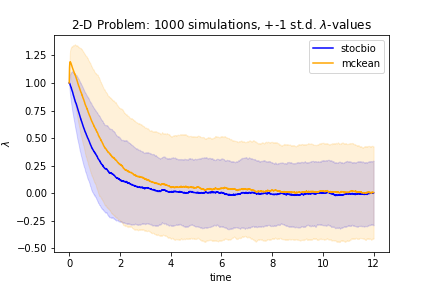 2-D Problem: 1000 simulations, +-1 st.d. λ-values
stocbio
mckean
1.25
1.00
0.75
0.50
0.25
0.00
−0.25
−0.50
λ
0 2 4 6 8 10 12
time